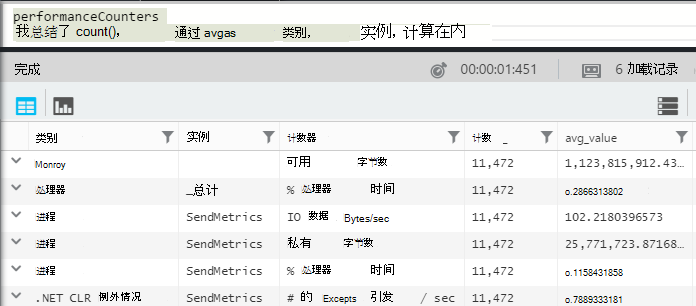 performanceCounters
我总结了 count(), 通过 avgas 类别, 实例, 计算在内
完成 00:00:01:451 6 加载记录
类别 实例 计数器 计数 _ avg_value
Monroy 可用 字节数 11,472 1,123,815,912.43...
处理器 _总计 % 处理器 时间 11,472 o.2866313802
进程 SendMetrics IO 数据 Bytes/sec 11,472 102.2180396573
进程 SendMetrics 私有 字节数 11,472 25,771,723.87168...
进程 SendMetrics % 处理器 时间 11,472 o.1158431858
.NET CLR 例外情况 SendMetrics # 的 Excepts 引发 / sec 11,472 o.7889333181